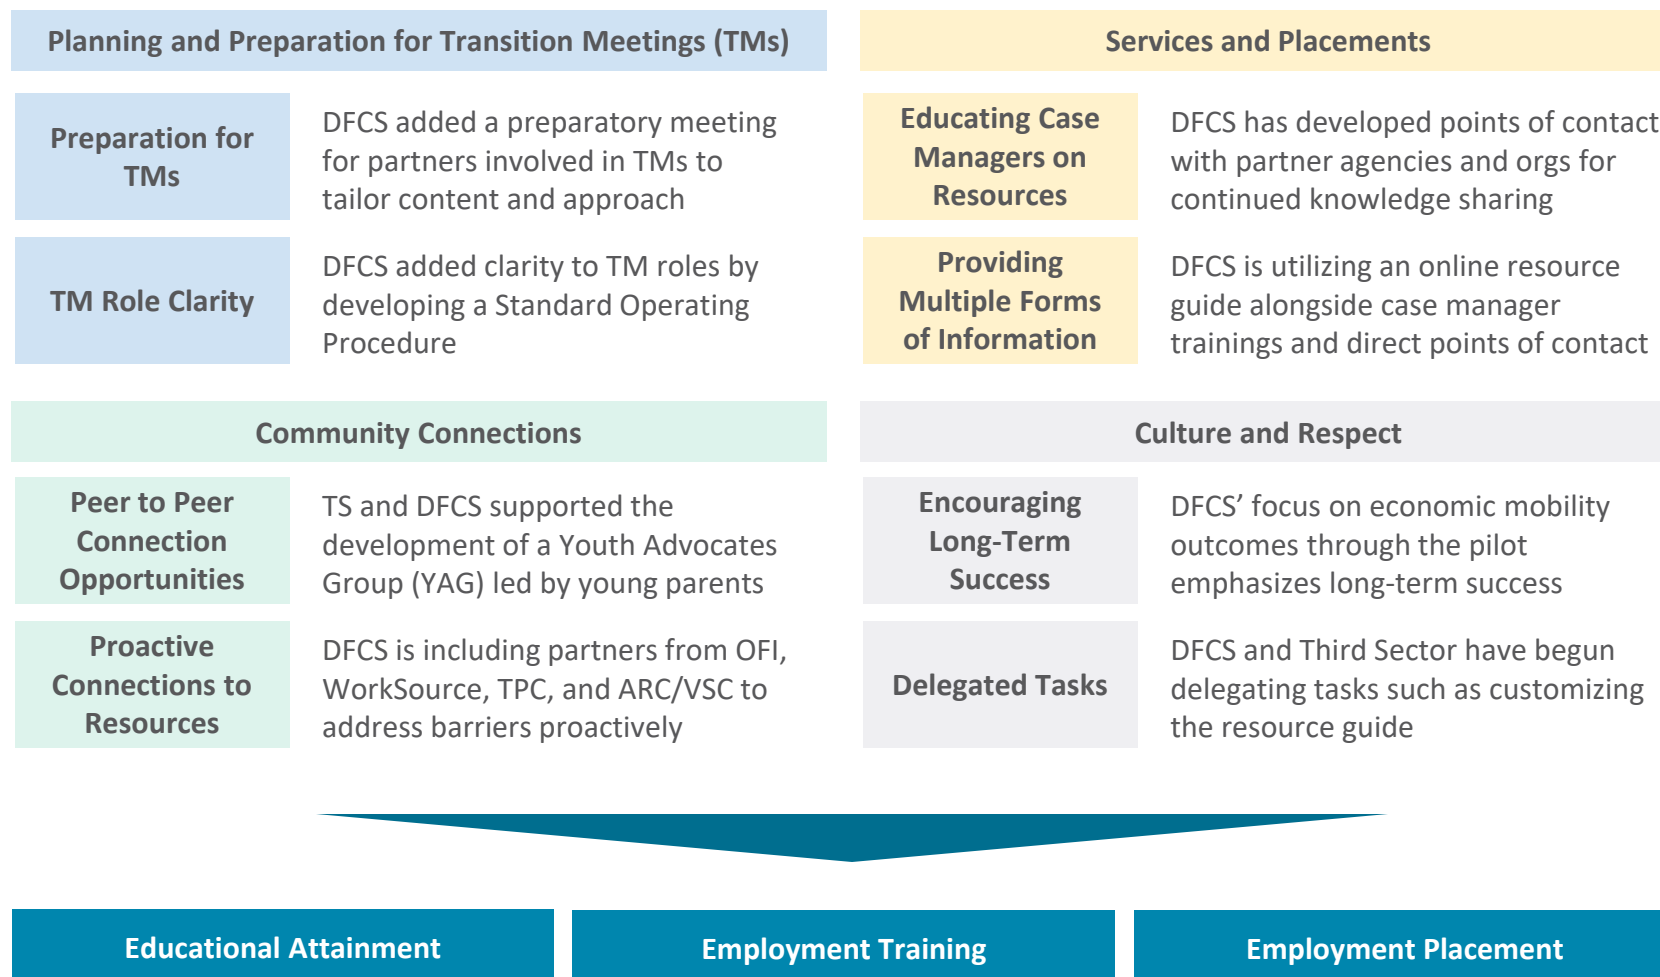 Planning and Preparation for Transition Meetings (TMs)
Preparation for
TMs
DFCS added a preparatory meeting
for partners involved in TMs to
tailor content and approach
TM Role Clarity
DFCS added clarity to TM roles by
developing a Standard Operating
Procedure
Services and Placements
Educating Case
Managers on
Resources
DFCS has developed points of contact
with partner agencies and orgs for
continued knowledge sharing
Providing
Multiple Forms
of Information
DFCS is utilizing an online resource
guide alongside case manager
trainings and direct points of contact
Community Connections
Peer to Peer
Connection
Opportunities
TS and DFCS supported the
development of a Youth Advocates
Group (YAG) led by young parents
Proactive
Connections to
Resources
DFCS is including partners from OFI,
WorkSource, TPC, and ARC/VSC to
address barriers proactively
Culture and Respect
Encouraging
Long-Term
Success
DFCS’ focus on economic mobility
outcomes through the pilot
emphasizes long-term success
Delegated Tasks
DFCS and Third Sector have begun
delegating tasks such as customizing
the resource guide
Educational Attainment
Employment Training
Employment Placement